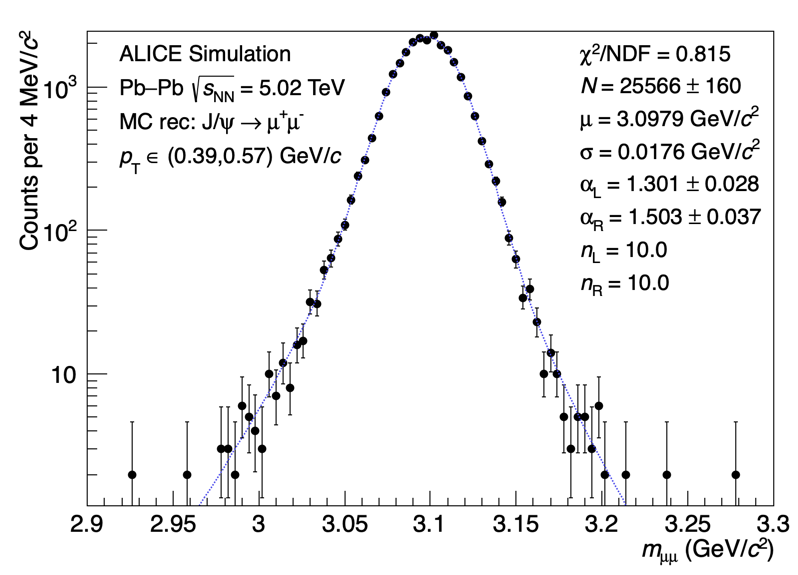 ALICE Simulation
Pb–Pb √sNN = 5.02 TeV
MC rec: J/ψ → μ⁺μ⁻
pT ∈ (0.39,0.57) GeV/c
χ²/NDF = 0.815
N = 25566 ± 160
μ = 3.0979 GeV/c²
σ = 0.0176 GeV/c²
αL = 1.301 ± 0.028
αR = 1.503 ± 0.037
nL = 10.0
nR = 10.0
Counts per 4 MeV/c²
10³
10²
10
2.9 2.95 3 3.05 3.1 3.15 3.2 3.25 3.3
mμμ (GeV/c²)